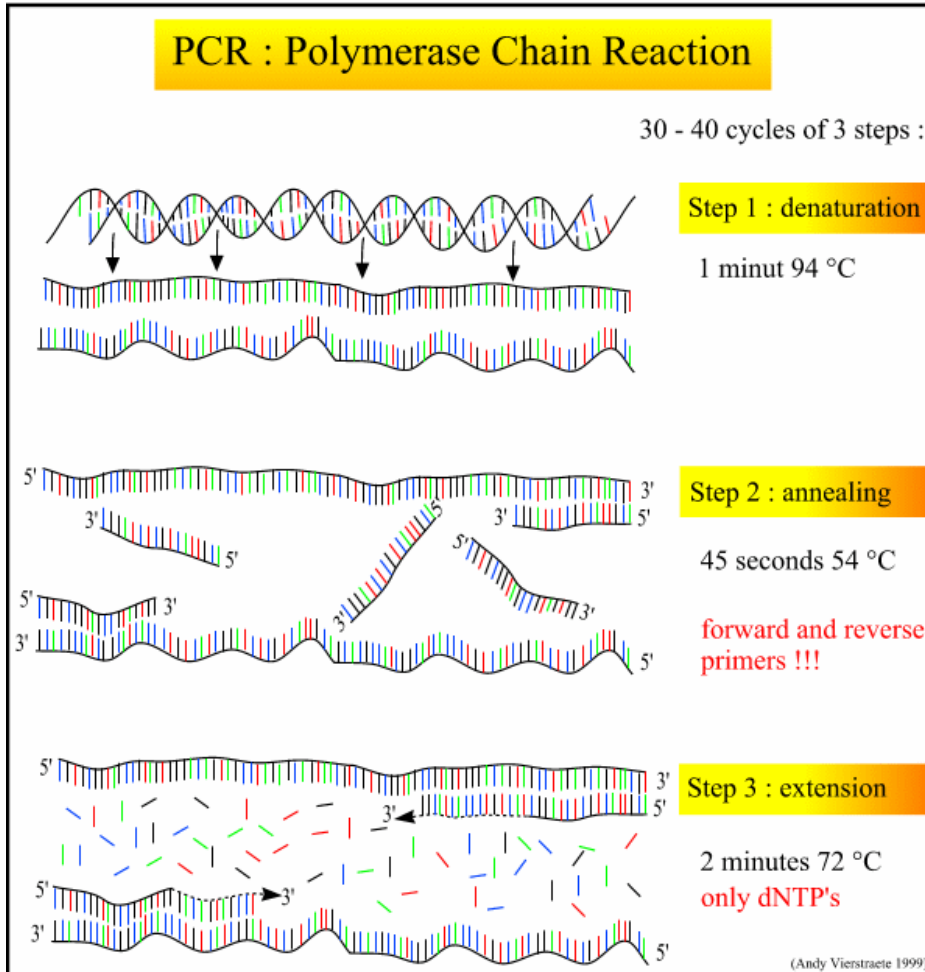 PCR : Polymerase Chain Reaction
30 - 40 cycles of 3 steps :
Step 1 : denaturation
1 minut 94 °C
5'
3'
Step 2 : annealing
3'
5'
5'
5'
5'
45 seconds 54 °C
5'
3'
3'
3'
3'
forward and reverse
primers !!!
5'
5'
3'
Step 3 : extension
3'
5'
2 minutes 72 °C
5'
3'
only dNTP's
3'
5'
(Andy Vierstraete 1999)